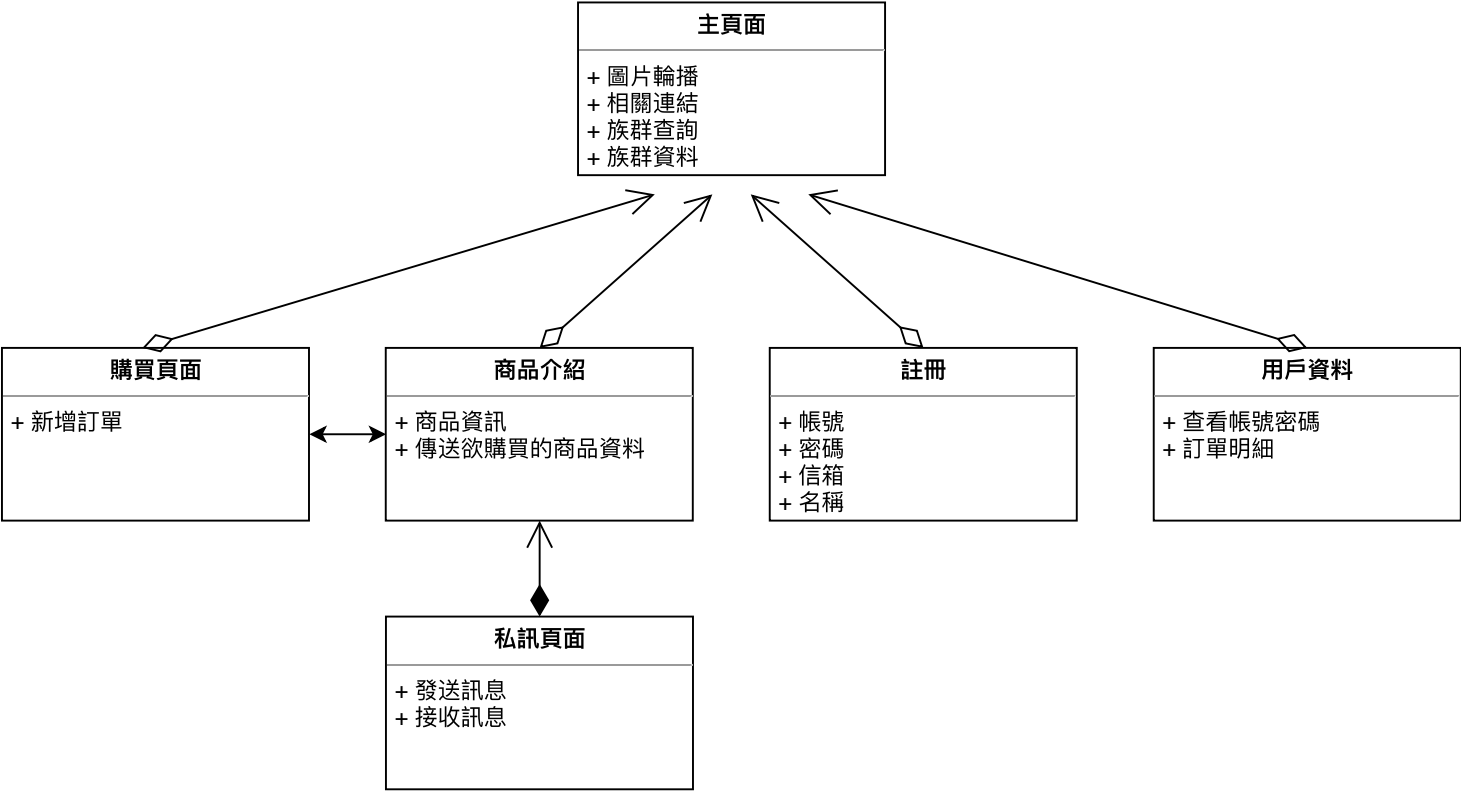 主頁面
+ 圖片輪播
+ 相關連結
+ 族群查詢
+ 族群資料
購買頁面
+ 新增訂單
商品介紹
+ 商品資訊
+ 傳送欲購買的商品資料
註冊
+ 帳號
+ 密碼
+ 信箱
+ 名稱
用戶資料
+ 查看帳號密碼
+ 訂單明細
私訊頁面
+ 發送訊息
+ 接收訊息